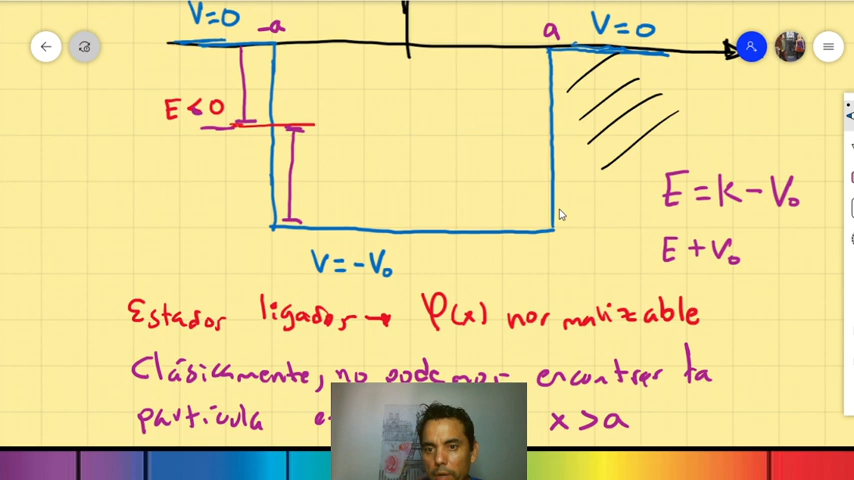 V=0
-a
a
V=0
E<0
E=K-V₀
E+V₀
V=-V₀
Estados ligados → φ(x) normalizable
Clásicamente, no podemos encontrar la
partícula
x>a